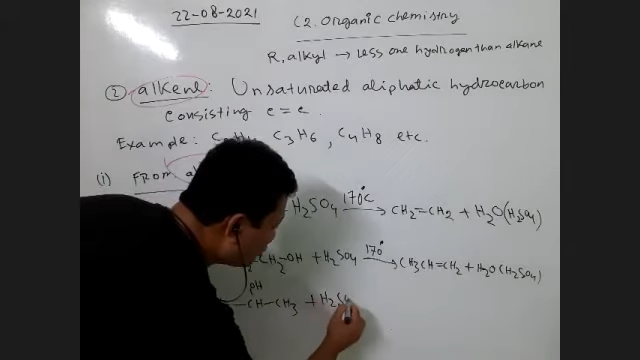 22-08-2021 C2. Organic chemistry
R, alkyl → Less one hydrogen than alkane
② alkene: Unsaturated aliphatic hydrocarbon
consisting c=c.
Example: C3H6, C4H8 etc.
(i) FROM
H2SO4 170°C → CH2=CH2 + H2O(H2SO4)
CH2-OH + H2SO4 170° → CH3CH=CH2 + H2O(H2SO4)
pH
-CH-CH3 + H2S